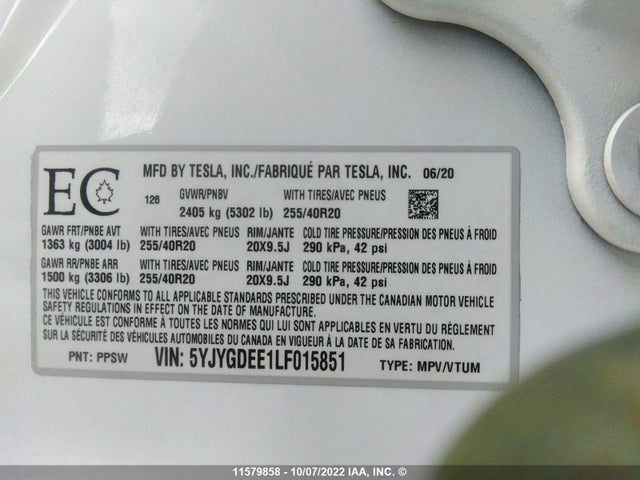 EC
MFD BY TESLA, INC./FABRIQUÉ PAR TESLA, INC. 06/20
126 GVWR/PNBV WITH TIRES/AVEC PNEUS
2405 kg (5302 lb) 255/40R20
GAWR FRT/PNBE AVT WITH TIRES/AVEC PNEUS RIM/JANTE COLD TIRE PRESSURE/PRESSION DES PNEUS À FROID
1363 kg (3004 lb) 255/40R20 20X9.5J 290 kPa, 42 psi
GAWR RR/PNBE ARR WITH TIRES/AVEC PNEUS RIM/JANTE COLD TIRE PRESSURE/PRESSION DES PNEUS À FROID
1500 kg (3306 lb) 255/40R20 20X9.5J 290 kPa, 42 psi
THIS VEHICLE CONFORMS TO ALL APPLICABLE STANDARDS PRESCRIBED UNDER THE CANADIAN MOTOR VEHICLE
SAFETY REGULATIONS IN EFFECT ON THE DATE OF MANUFACTURE.
CE VÉHICULE EST CONFORME À TOUTES LES NORMES QUI LUI SONT APPLICABLES EN VERTU DU RÈGLEMENT
SUR LA SÉCURITÉ DES VÉHICULES AUTOMOBILES DU CANADA EN VIGUEUR À LA DATE DE SA FABRICATION.
PNT: PPSW VIN: 5YJYGDEE1LF015851 TYPE: MPV/VTUM
11579858 - 10/07/2022 IAA, INC. ©